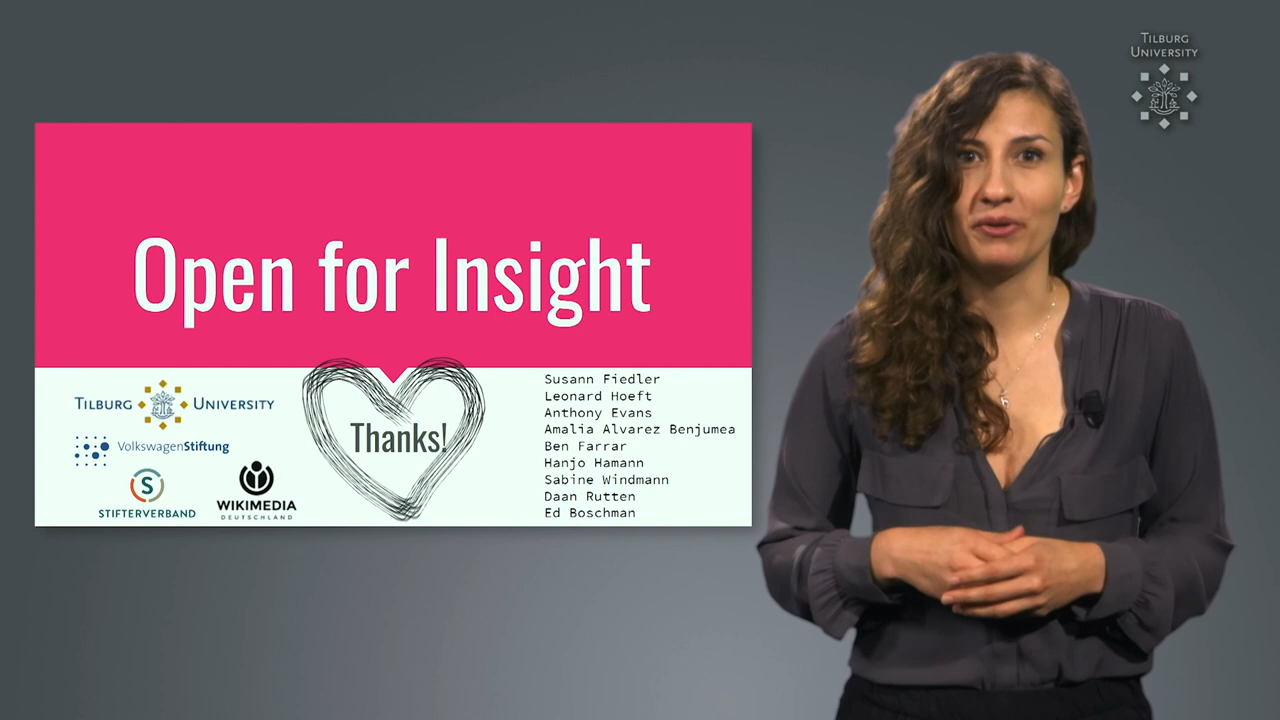 TILBURG
UNIVERSITY
Open for Insight
TILBURG UNIVERSITY
VolkswagenStiftung
STIFTERVERBAND
S
WIKIMEDIA
DEUTSCHLAND
Thanks!
Susann Fiedler
Leonard Hoeft
Anthony Evans
Amalia Alvarez Benjumea
Ben Farrar
Hanjo Hamann
Sabine Windmann
Daan Rutten
Ed Boschman